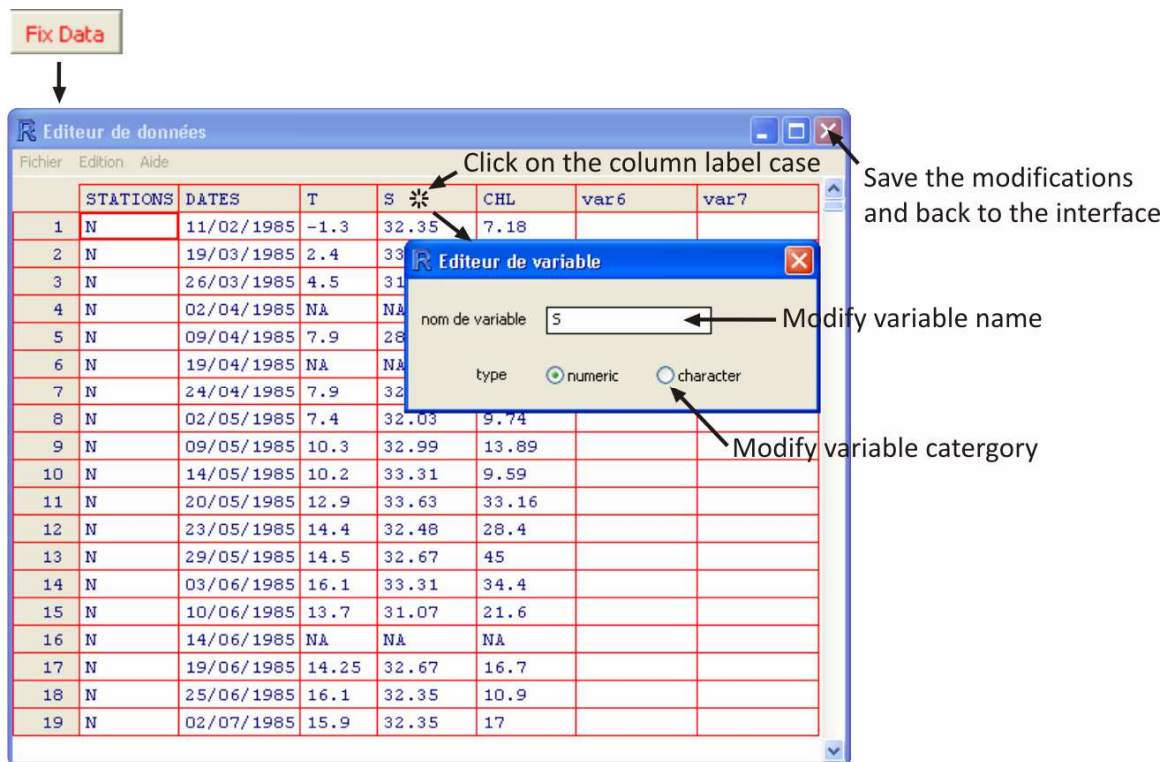 Fix Data
Editeur de données
Fichier Edition Aide
Click on the column label case
Save the modifications
and back to the interface
STATIONS DATES T S CHL var6 var7
1 N 11/02/1985 -1.3 32.35 7.18
2 N 19/03/1985 2.4 33
3 N 26/03/1985 4.5 31
4 N 02/04/1985 NA NA
5 N 09/04/1985 7.9 28
6 N 19/04/1985 NA NA
7 N 24/04/1985 7.9 32
Editeur de variable
nom de variable S
Modify variable name
type numeric character
Modify variable catergory
8 N 02/05/1985 7.4 32.03 9.74
9 N 09/05/1985 10.3 32.99 13.89
10 N 14/05/1985 10.2 33.31 9.59
11 N 20/05/1985 12.9 33.63 33.16
12 N 23/05/1985 14.4 32.48 28.4
13 N 29/05/1985 14.5 32.67 45
14 N 03/06/1985 16.1 33.31 34.4
15 N 10/06/1985 13.7 31.07 21.6
16 N 14/06/1985 NA NA NA
17 N 19/06/1985 14.25 32.67 16.7
18 N 25/06/1985 16.1 32.35 10.9
19 N 02/07/1985 15.9 32.35 17